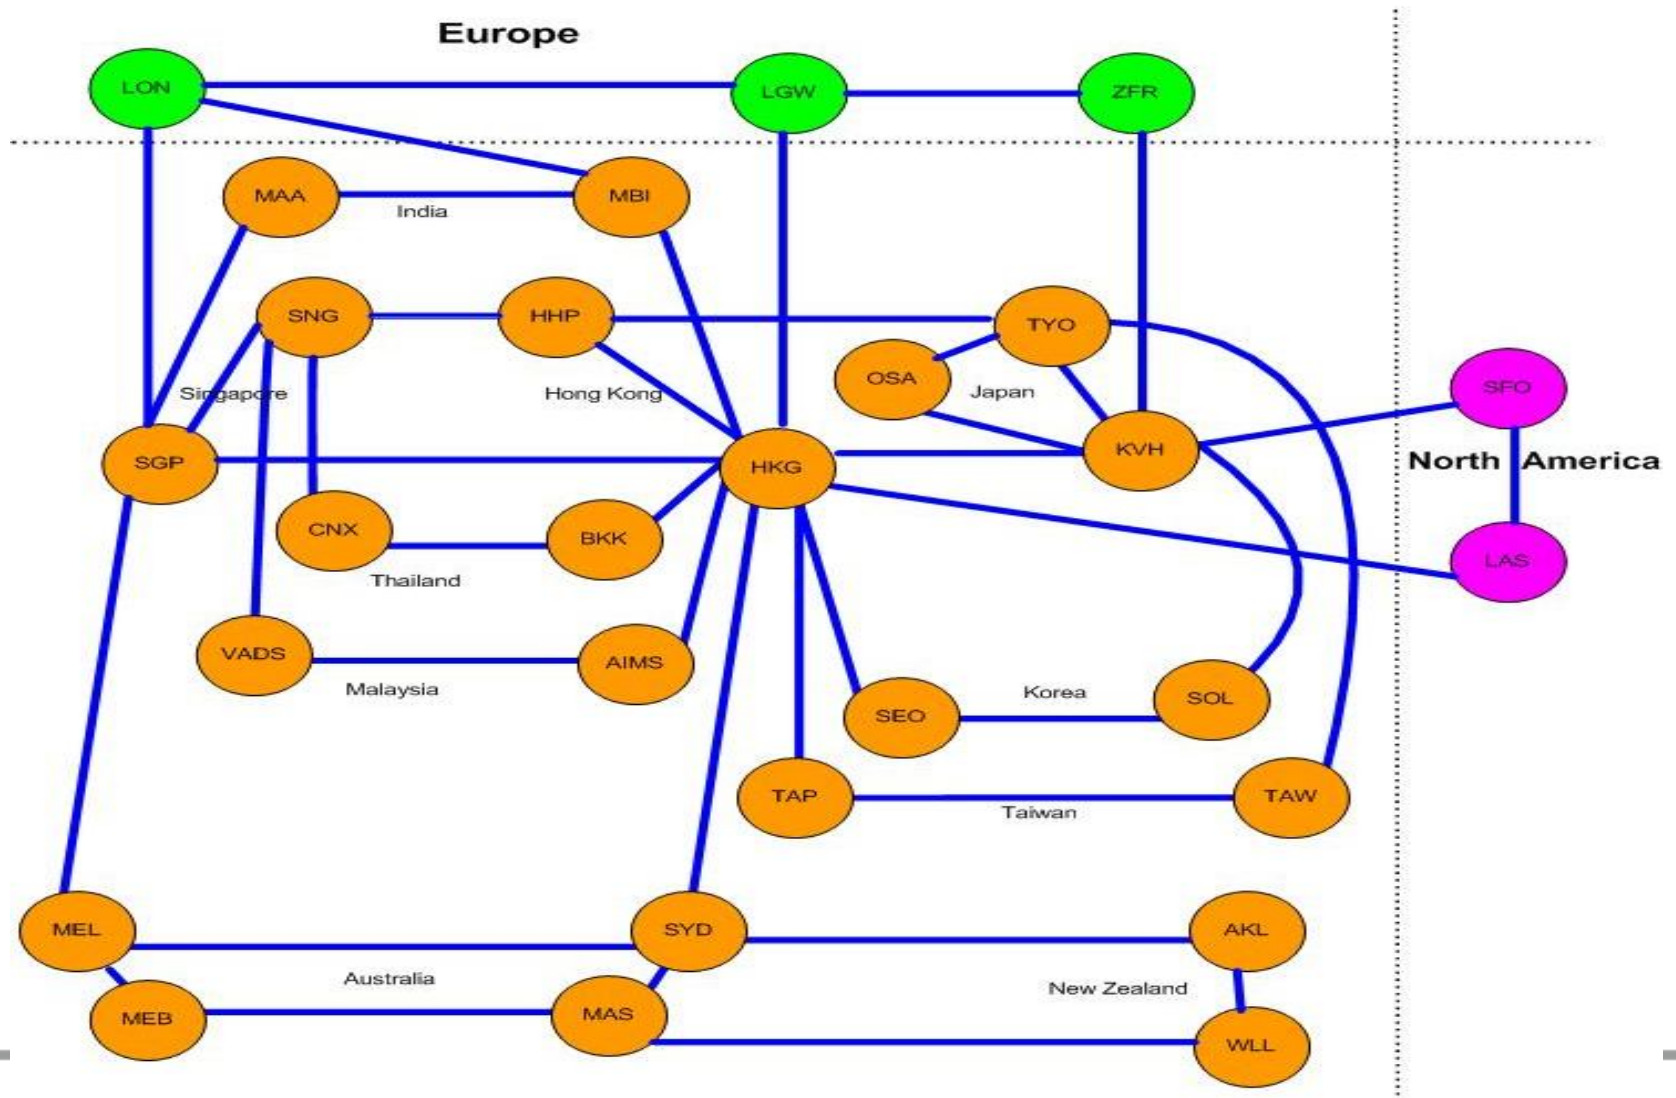 Europe
LON
LGW
ZFR
MAA
MBI
India
SNG
HHP
TYO
OSA
Japan
SFO
Singapore
Hong Kong
SGP
HKG
KVH
North America
CNX
BKK
LAS
Thailand
VADS
AIMS
Malaysia
Korea
SEO
SOL
TAP
TAW
Taiwan
MEL
SYD
AKL
Australia
New Zealand
MEB
MAS
WLL